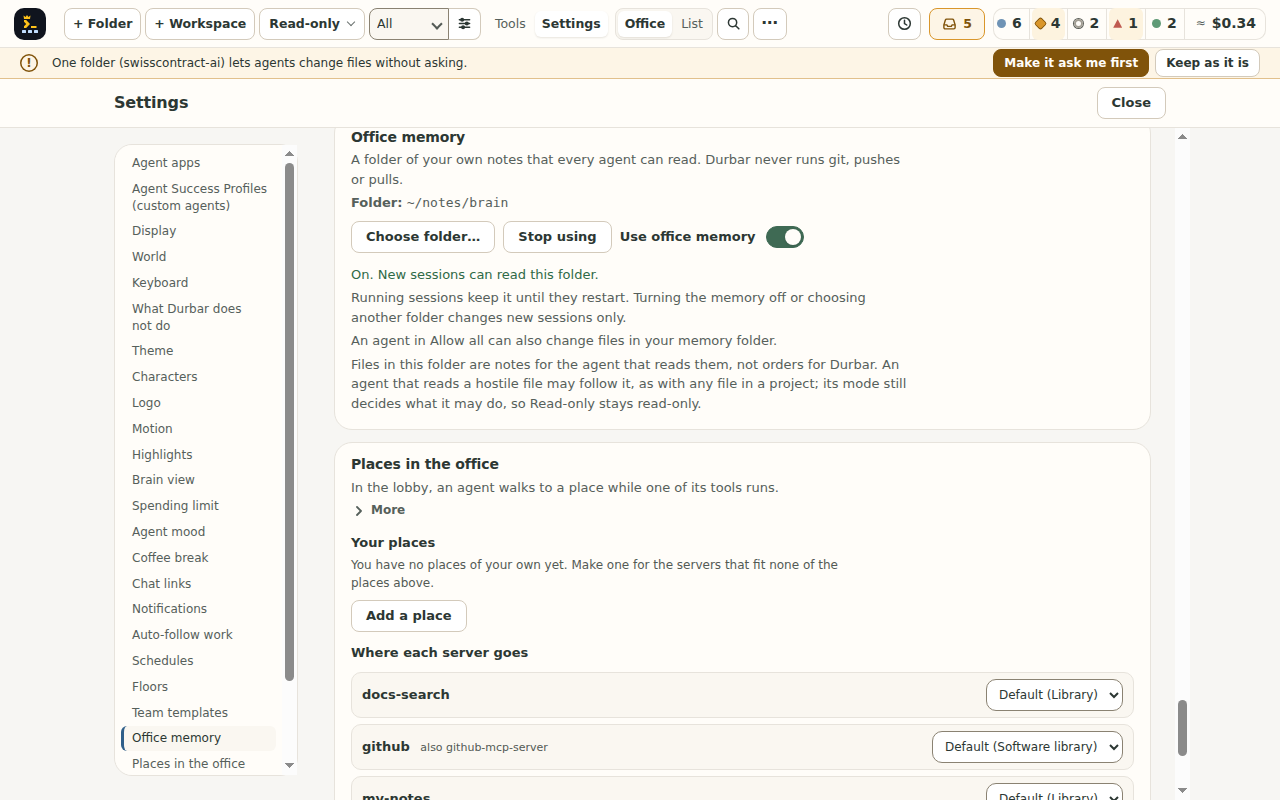 + Folder
+ Workspace
Read-only
All
Tools
Settings
Office
List
5
6
4
2
1
2
≈ $0.34
One folder (swisscontract-ai) lets agents change files without asking.
Make it ask me first
Keep as it is
Settings
Close
Agent apps
Agent Success Profiles
(custom agents)
Display
World
Keyboard
What Durbar does
not do
Theme
Characters
Logo
Motion
Highlights
Brain view
Spending limit
Agent mood
Coffee break
Chat links
Notifications
Auto-follow work
Schedules
Floors
Team templates
Office memory
Places in the office
Office memory
A folder of your own notes that every agent can read. Durbar never runs git, pushes
or pulls.
Folder: ~/notes/brain
Choose folder…
Stop using
Use office memory
On. New sessions can read this folder.
Running sessions keep it until they restart. Turning the memory off or choosing
another folder changes new sessions only.
An agent in Allow all can also change files in your memory folder.
Files in this folder are notes for the agent that reads them, not orders for Durbar. An
agent that reads a hostile file may follow it, as with any file in a project; its mode still
decides what it may do, so Read-only stays read-only.
Places in the office
In the lobby, an agent walks to a place while one of its tools runs.
More
Your places
You have no places of your own yet. Make one for the servers that fit none of the
places above.
Add a place
Where each server goes
docs-search
Default (Library)
github also github-mcp-server
Default (Software library)
my-notes
Default (Library)